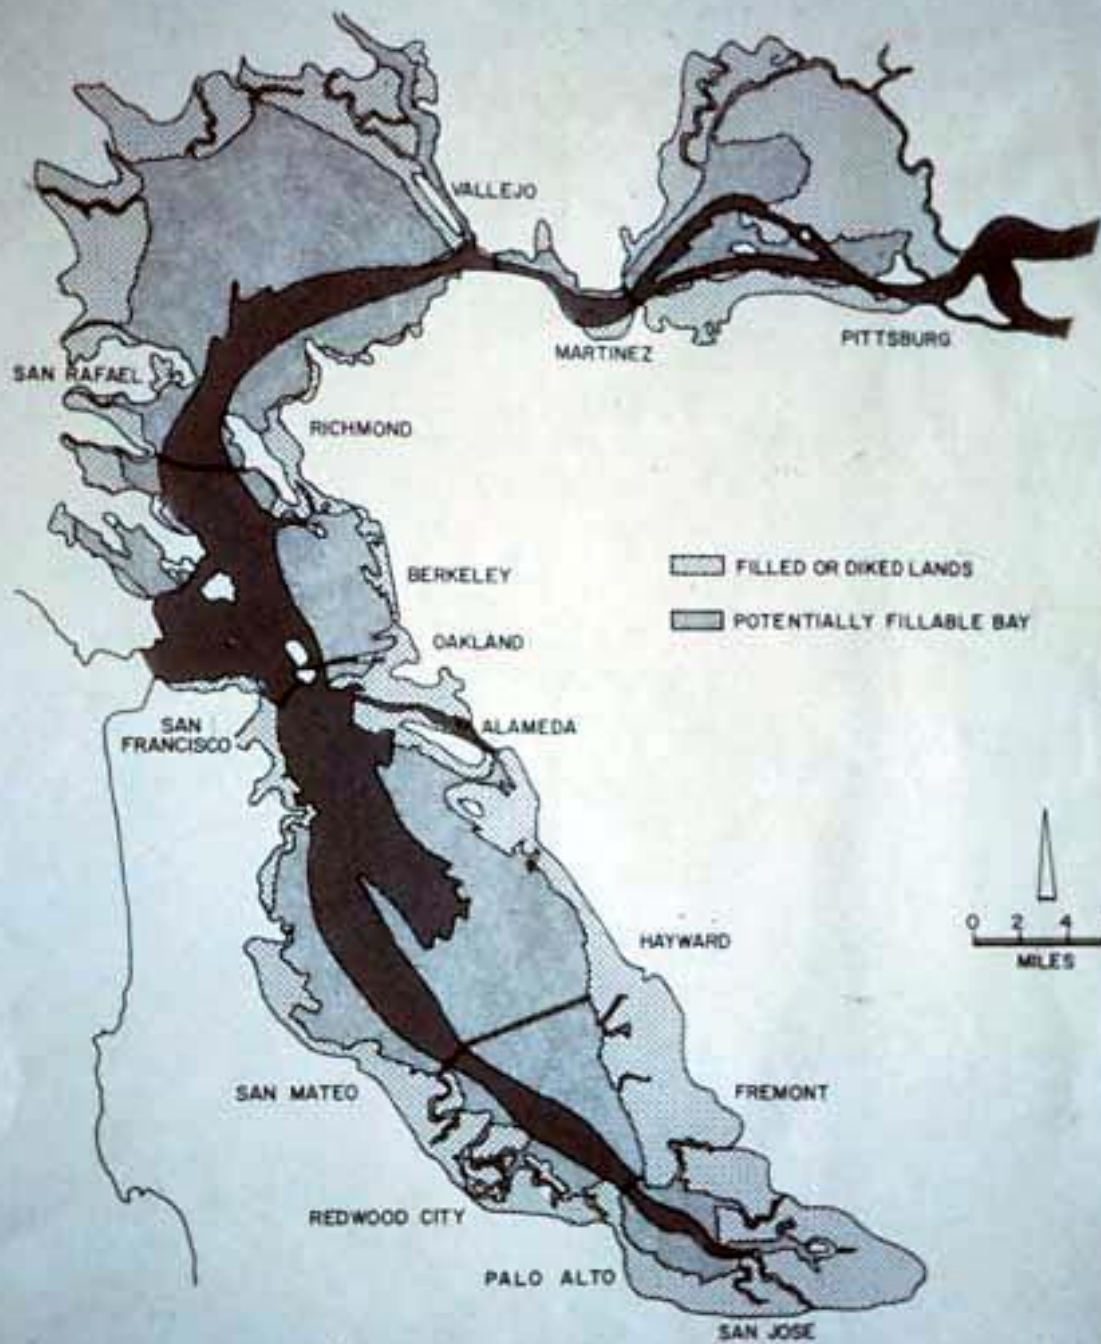 VALLEJO
MARTINEZ
PITTSBURG
SAN RAFAEL
RICHMOND
BERKELEY
FILLED OR DIKED LANDS
POTENTIALLY FILLABLE BAY
OAKLAND
SAN
FRANCISCO
ALAMEDA
HAYWARD
0 2 4
MILES
SAN MATEO
FREMONT
REDWOOD CITY
PALO ALTO
SAN JOSE